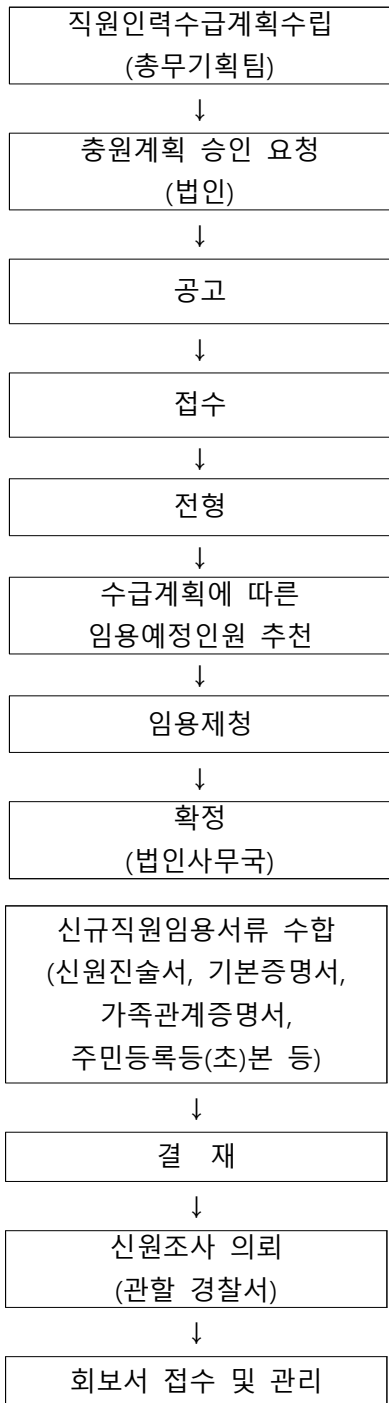 직원인력수급계획수립
(총무기획팀)
↓
충원계획 승인 요청
(법인)
↓
공고
↓
접수
↓
전형
↓
수급계획에 따른
임용예정인원 추천
↓
임용제청
↓
확정
(법인사무국)
신규직원임용서류 수합
(신원진술서, 기본증명서,
가족관계증명서,
주민등록등(초)본 등)
↓
결 재
↓
신원조사 의뢰
(관할 경찰서)
↓
회보서 접수 및 관리